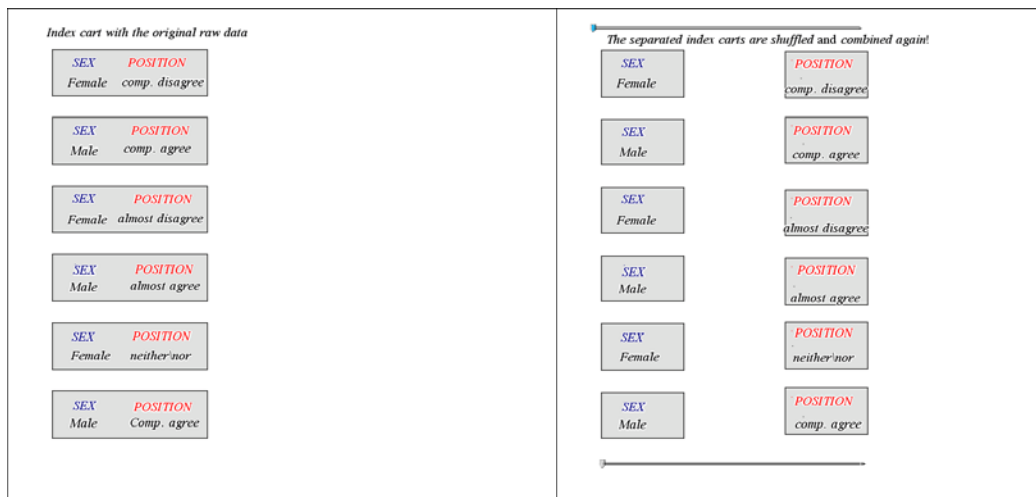 Index cart with the original raw data
SEX POSITION
Female comp. disagree
SEX POSITION
Male comp. agree
SEX POSITION
Female almost disagree
SEX POSITION
Male almost agree
SEX POSITION
Female neither\nor
SEX POSITION
Male Comp. agree
The separated index carts are shuffled and combined again!
SEX POSITION
Female comp. disagree
SEX POSITION
Male comp. agree
SEX POSITION
Female almost disagree
SEX POSITION
Male almost agree
SEX POSITION
Female neither\nor
SEX POSITION
Male comp. agree